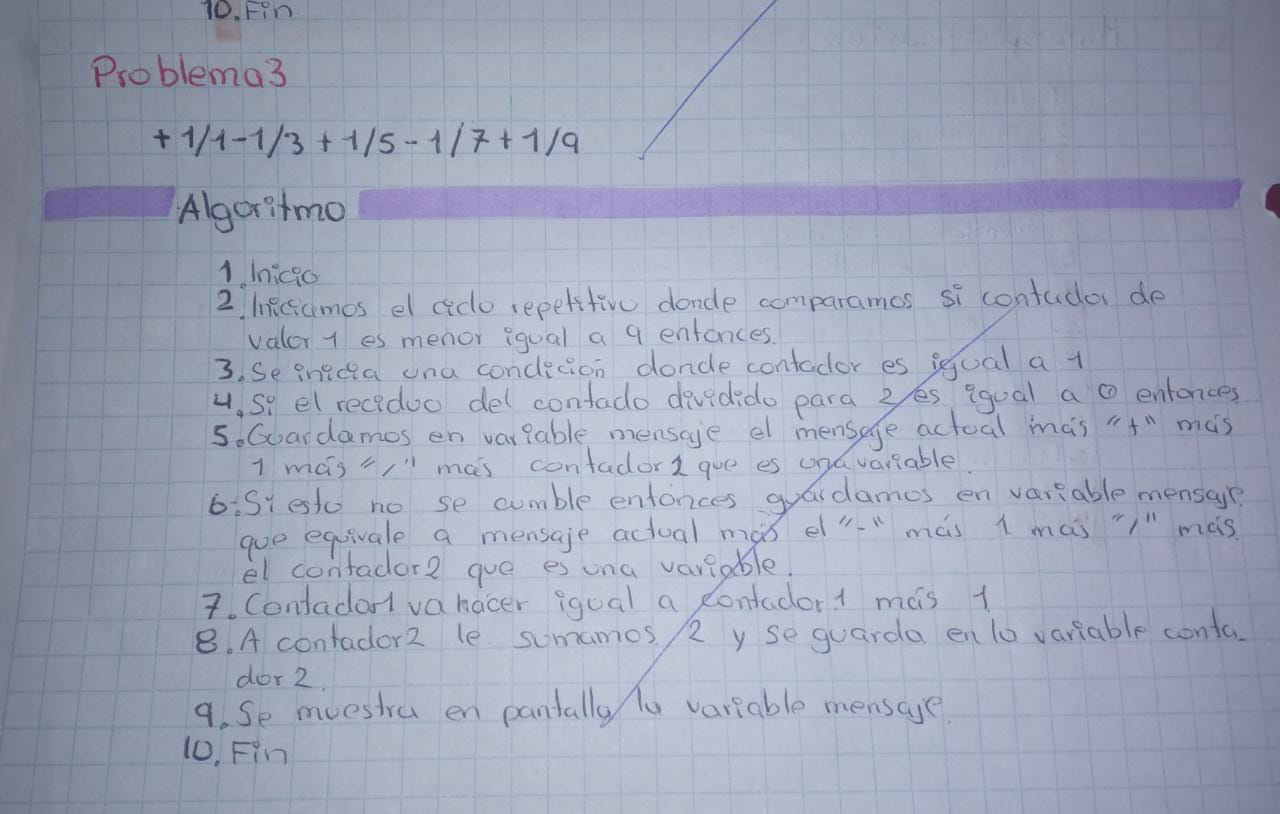 10. Fin
Problema3
+1/1-1/3+1/5-1/7+1/9
Algoritmo
1. Inicio
2. Iniciamos el ciclo repetitivo donde comparamos si contador de
valor 1 es menor igual a 9 entonces.
3. Se inicia una condición donde contador es igual a 1
4. Si el reciduo del contado dividido para 2 es igual a 0 entonces
5. Guardamos en variable mensaje el mensaje actual más "+" más
1 más "/" más contador 2 que es una variable.
6. Si esto no se cumble entonces guardamos en variable mensaje
que equivale a mensaje actual más el "-" más 1 más "/" más.
el contador2 que es una variable.
7. Contador1 va hacer igual a contador1 más 1
8. A contador2 le sumamos 2 y se guarda en lo variable conta-
dor 2.
9. Se muestra en pantalla la variable mensaje.
10. Fin